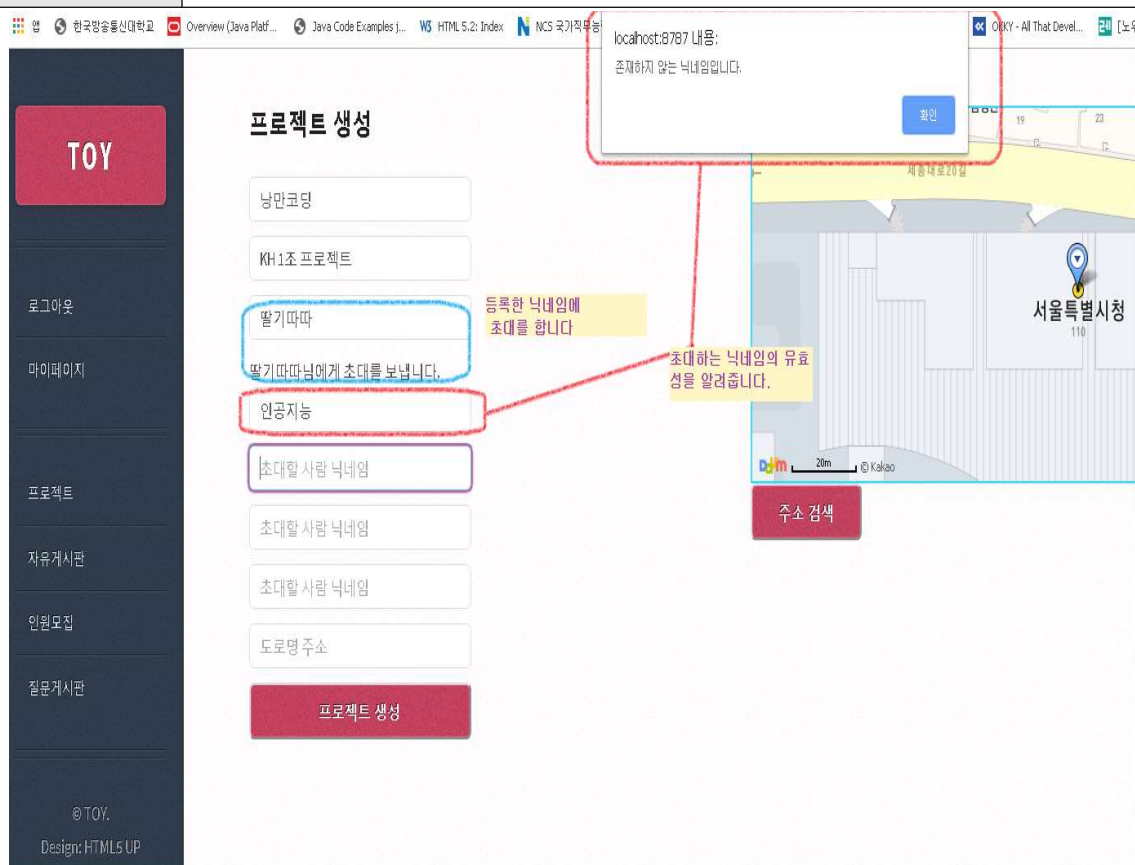 앱 한국방송통신대학교 Overview (Java Platf... Java Code Examples j... W3 HTML 5.2: Index N NCS 국가직무능 OKKY - All That Devel... [노우
localhost:8787 내용:
존재하지 않는 닉네임입니다.
확인
TOY
로그아웃
마이페이지
프로젝트
자유게시판
인원모집
질문게시판
© TOY.
Design: HTML5 UP
프로젝트 생성
낭만코딩
KH 1조 프로젝트
딸기따따
딸기따따님에게 초대를 보냅니다.
인공지능
초대할 사람 닉네임
초대할 사람 닉네임
초대할 사람 닉네임
도로명 주소
프로젝트 생성
등록한 닉네임에
초대를 합니다
초대하는 닉네임의 유효
성을 알려줍니다.
19
23
세종대로20길
서울특별시청
110
20m
© Kakao
주소 검색